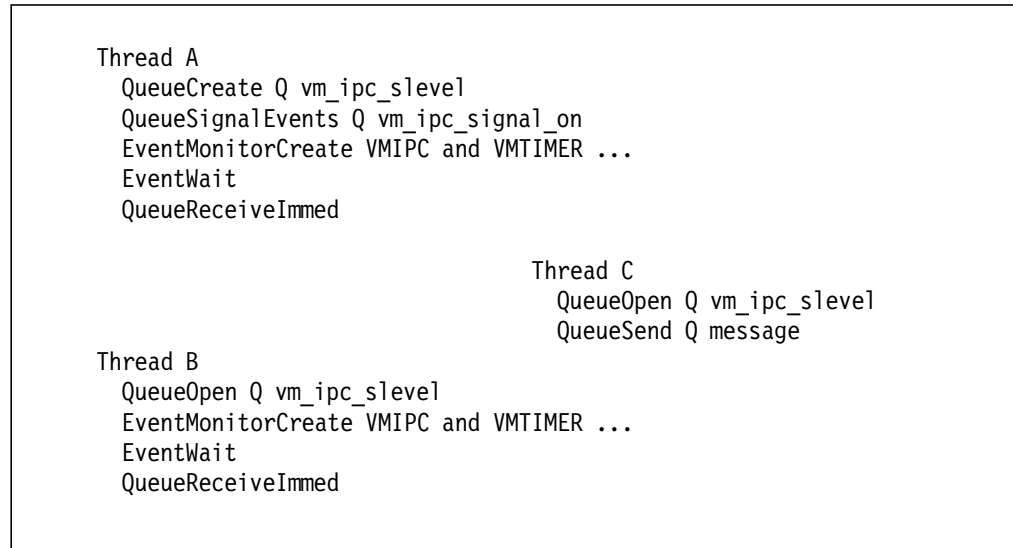 Thread A
QueueCreate Q vm_ipc_slevel
QueueSignalEvents Q vm_ipc_signal_on
EventMonitorCreate VMIPC and VMTIMER ...
EventWait
QueueReceiveImmed
Thread C
QueueOpen Q vm_ipc_slevel
QueueSend Q message
Thread B
QueueOpen Q vm_ipc_slevel
EventMonitorCreate VMIPC and VMTIMER ...
EventWait
QueueReceiveImmed